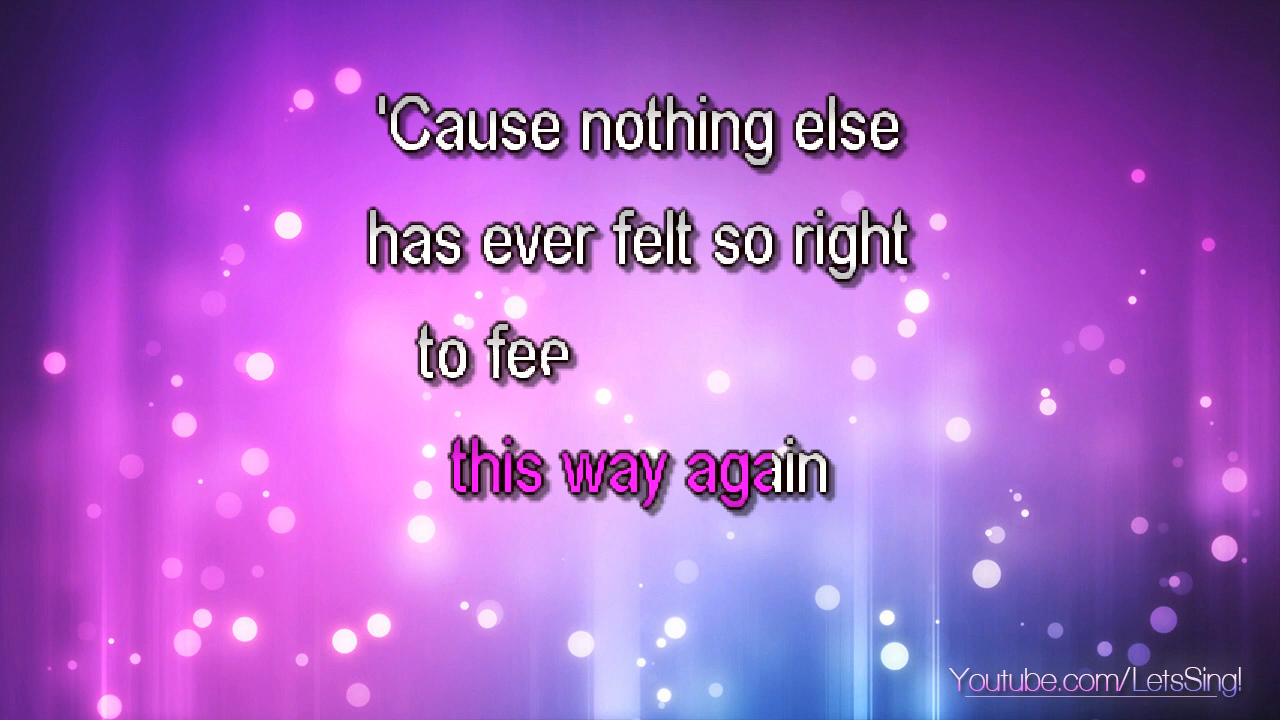 'Cause nothing else
has ever felt so right
to fee
this way again
Youtube.com/LetsSing!